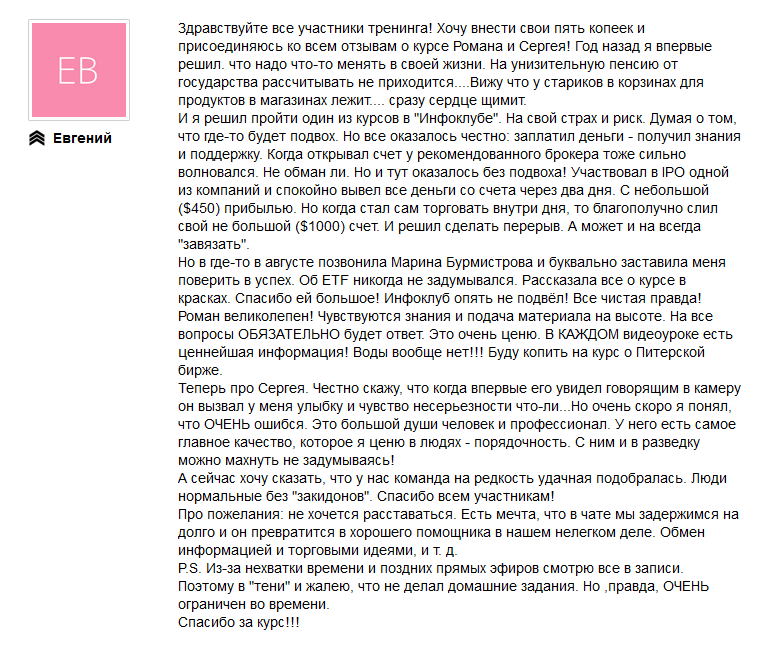 ЕВ
Евгений
Здравствуйте все участники тренинга! Хочу внести свои пять копеек и
присоединяюсь ко всем отзывам о курсе Романа и Сергея! Год назад я впервые
решил. что надо что-то менять в своей жизни. На унизительную пенсию от
государства рассчитывать не приходится....Вижу что у стариков в корзинах для
продуктов в магазинах лежит.... сразу сердце щимит.
И я решил пройти один из курсов в "Инфоклубе". На свой страх и риск. Думая о том,
что где-то будет подвох. Но все оказалось честно: заплатил деньги - получил знания
и поддержку. Когда открывал счет у рекомендованного брокера тоже сильно
волновался. Не обман ли. Но и тут оказалось без подвоха! Участвовал в IPO одной
из компаний и спокойно вывел все деньги со счета через два дня. С небольшой
($450) прибылью. Но когда стал сам торговать внутри дня, то благополучно слил
свой не большой ($1000) счет. И решил сделать перерыв. А может и на всегда
"завязать".
Но в где-то в августе позвонила Марина Бурмистрова и буквально заставила меня
поверить в успех. Об ETF никогда не задумывался. Рассказала все о курсе в
красках. Спасибо ей большое! Инфоклуб опять не подвёл! Все чистая правда!
Роман великолепен! Чувствуются знания и подача материала на высоте. На все
вопросы ОБЯЗАТЕЛЬНО будет ответ. Это очень ценю. В КАЖДОМ видеоуроке есть
ценнейшая информация! Воды вообще нет!!! Буду копить на курс о Питерской
бирже.
Теперь про Сергея. Честно скажу, что когда впервые его увидел говорящим в камеру
он вызвал у меня улыбку и чувство несерьезности что-ли...Но очень скоро я понял,
что ОЧЕНЬ ошибся. Это большой души человек и профессионал. У него есть самое
главное качество, которое я ценю в людях - порядочность. С ним и в разведку
можно махнуть не задумываясь!
А сейчас хочу сказать, что у нас команда на редкость удачная подобралась. Люди
нормальные без "закидонов". Спасибо всем участникам!
Про пожелания: не хочется расставаться. Есть мечта, что в чате мы задержимся на
долго и он превратится в хорошего помощника в нашем нелегком деле. Обмен
информацией и торговыми идеями, и т. д.
P.S. Из-за нехватки времени и поздних прямых эфиров смотрю все в записи.
Поэтому в "тени" и жалею, что не делал домашние задания. Но ,правда, ОЧЕНЬ
ограничен во времени.
Спасибо за курс!!!